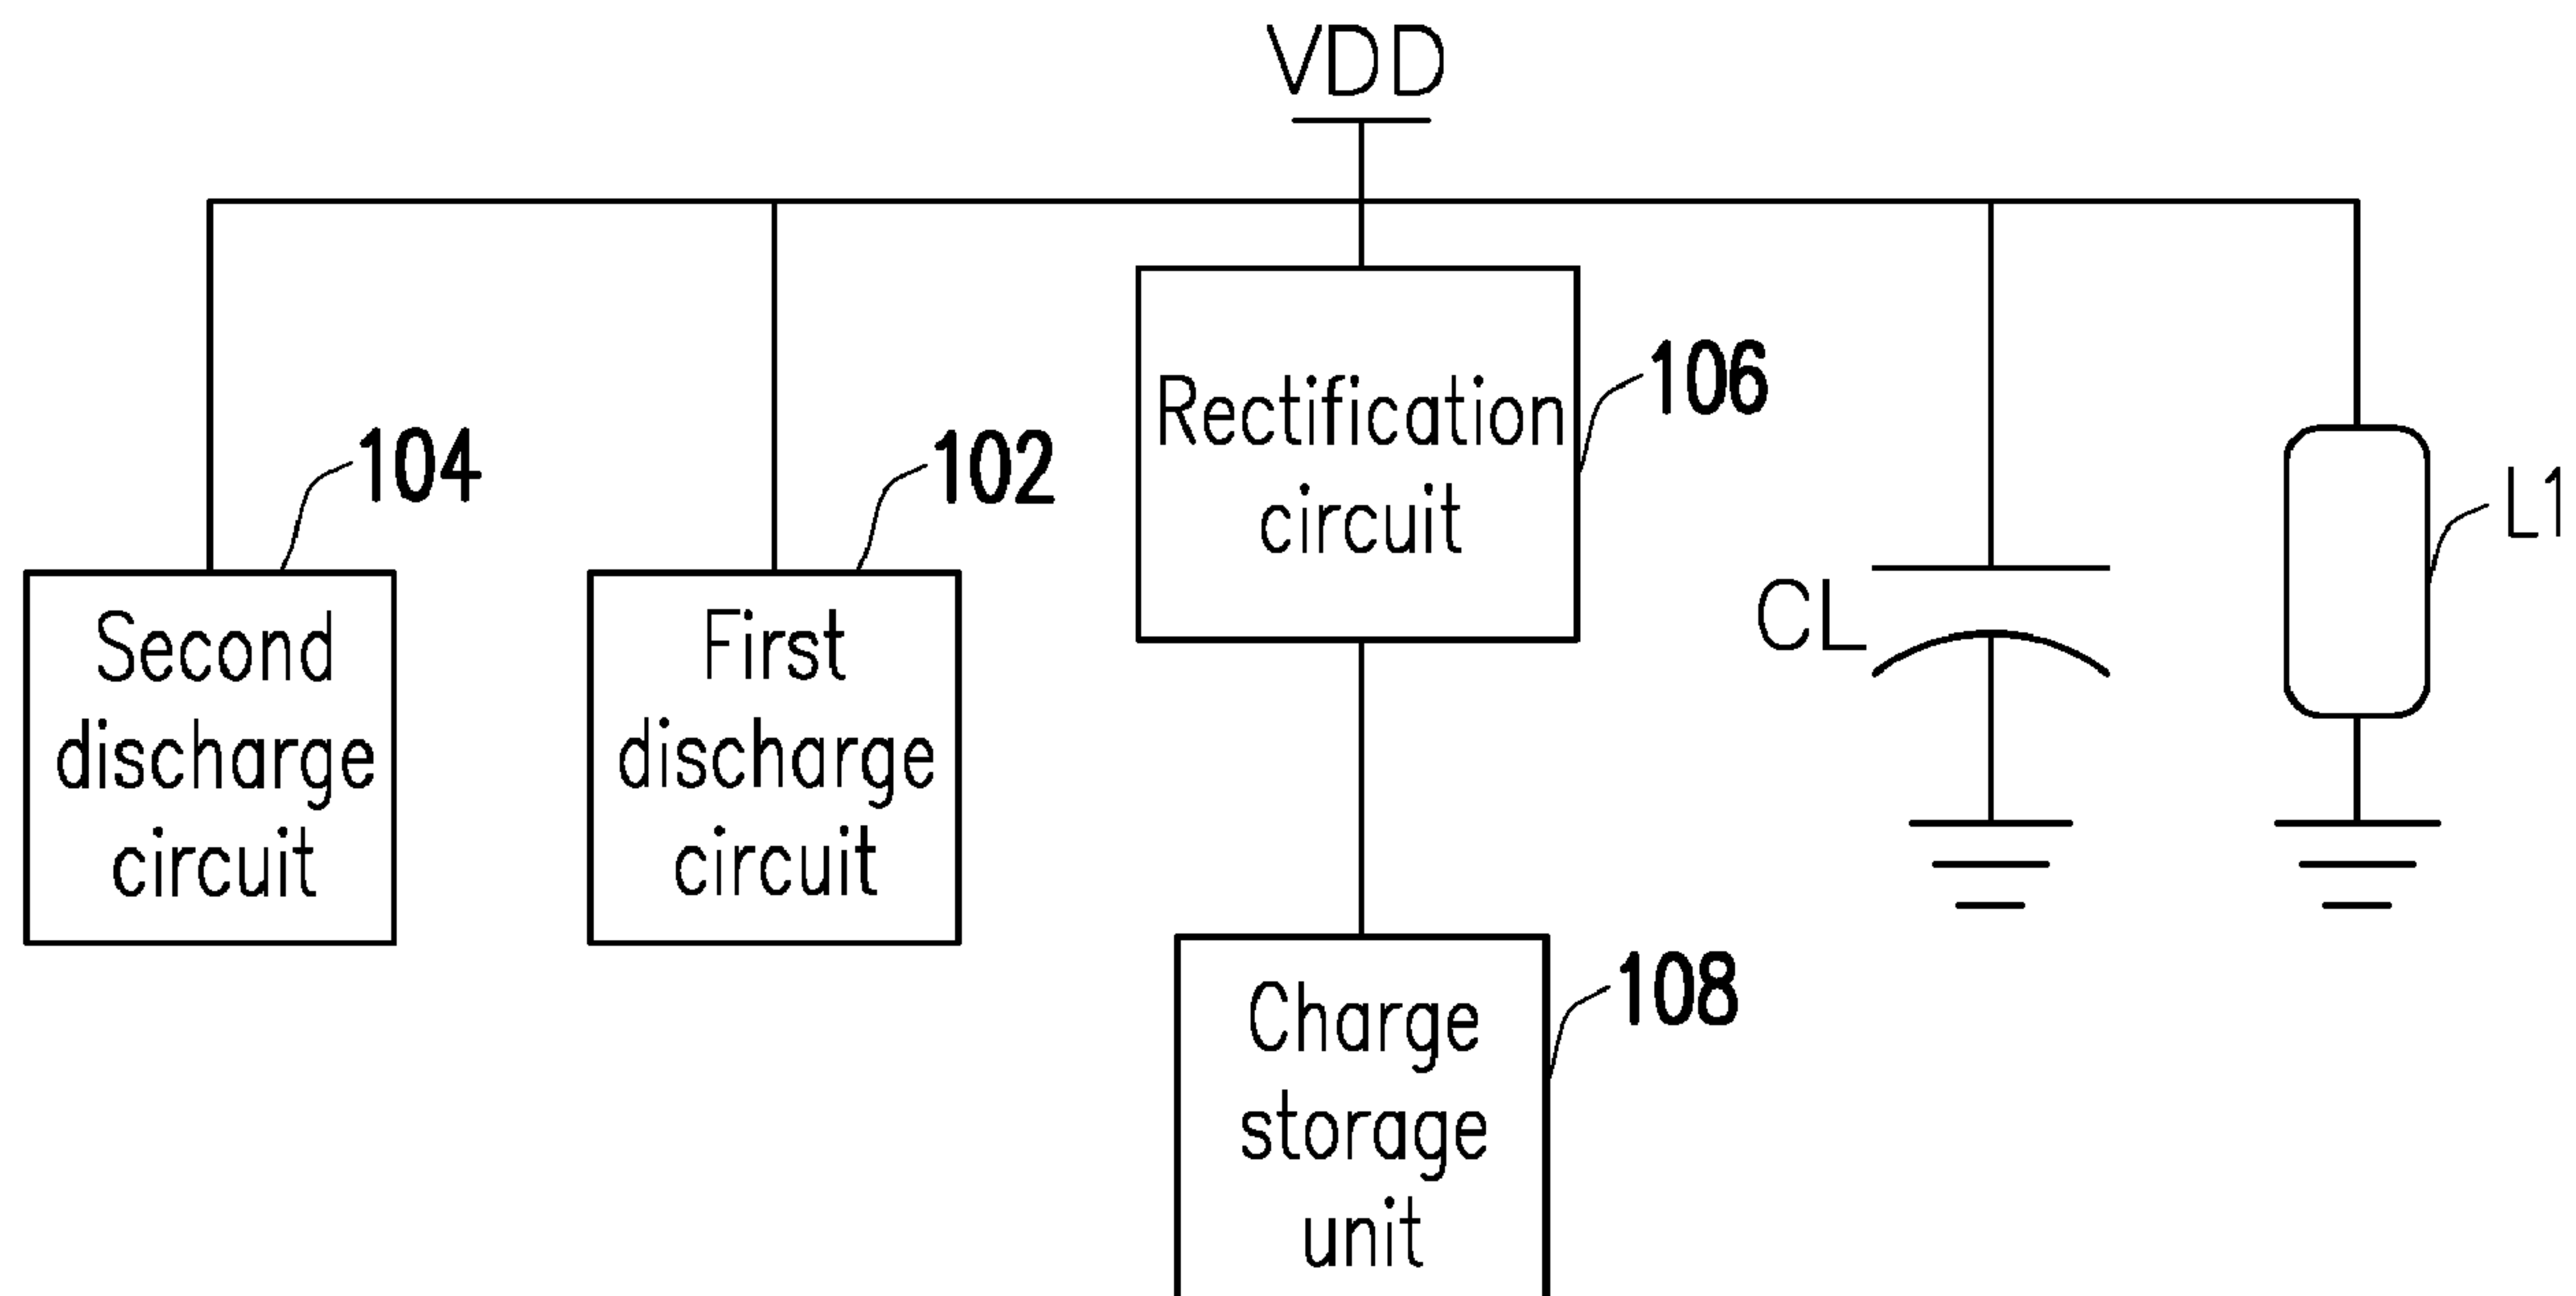 VDD
104
Second
discharge
circuit
102
First
discharge
circuit
106
Rectification
circuit
CL
L1
108
Charge
storage
unit